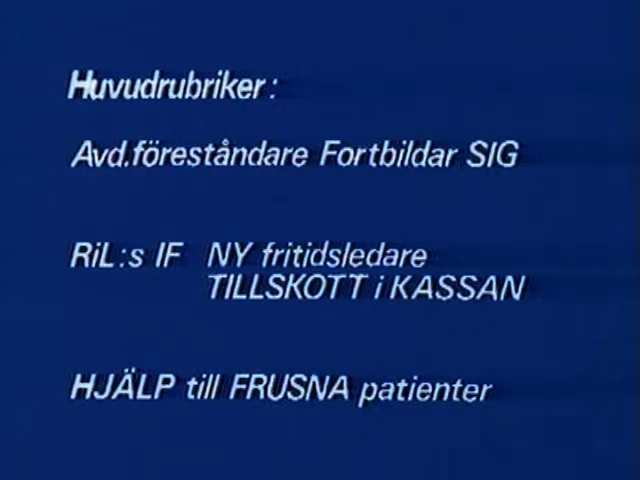 Huvudrubriker:
Avd.föreståndare Fortbildar SIG
RiL:s IF NY fritidsledare
TILLSKOTT i KASSAN
HJÄLP till FRUSNA patienter